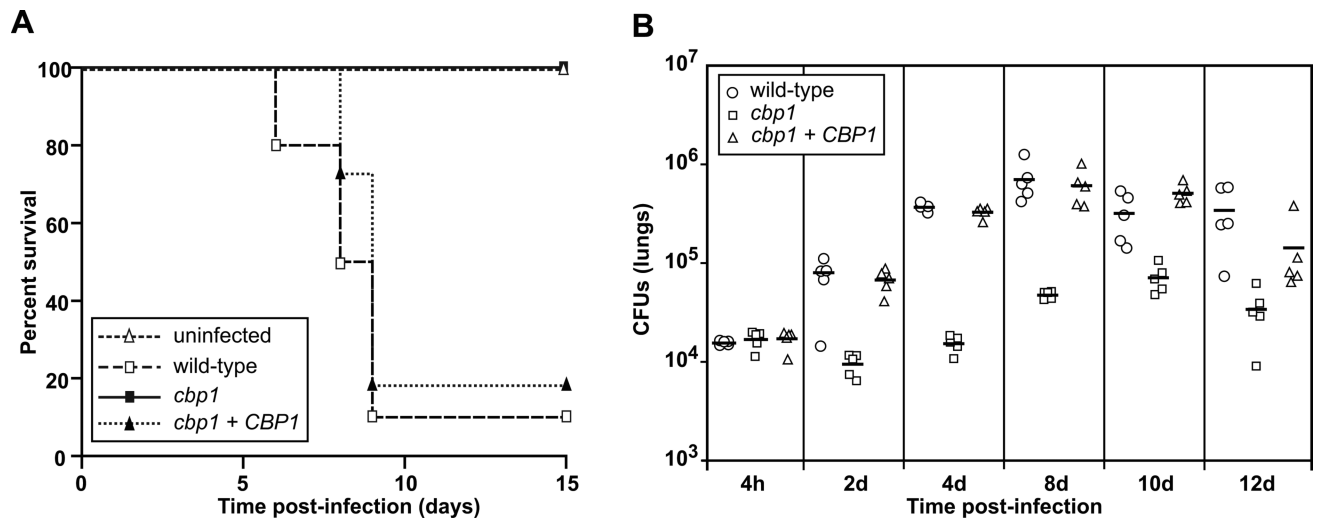 A
Percent survival
100
80
60
40
20
0
uninfected
wild-type
cbp1
cbp1 + CBP1
0 5 10 15
Time post-infection (days)
B
CFUs (lungs)
10^7
10^6
10^5
10^4
10^3
wild-type
cbp1
cbp1 + CBP1
4h 2d 4d 8d 10d 12d
Time post-infection